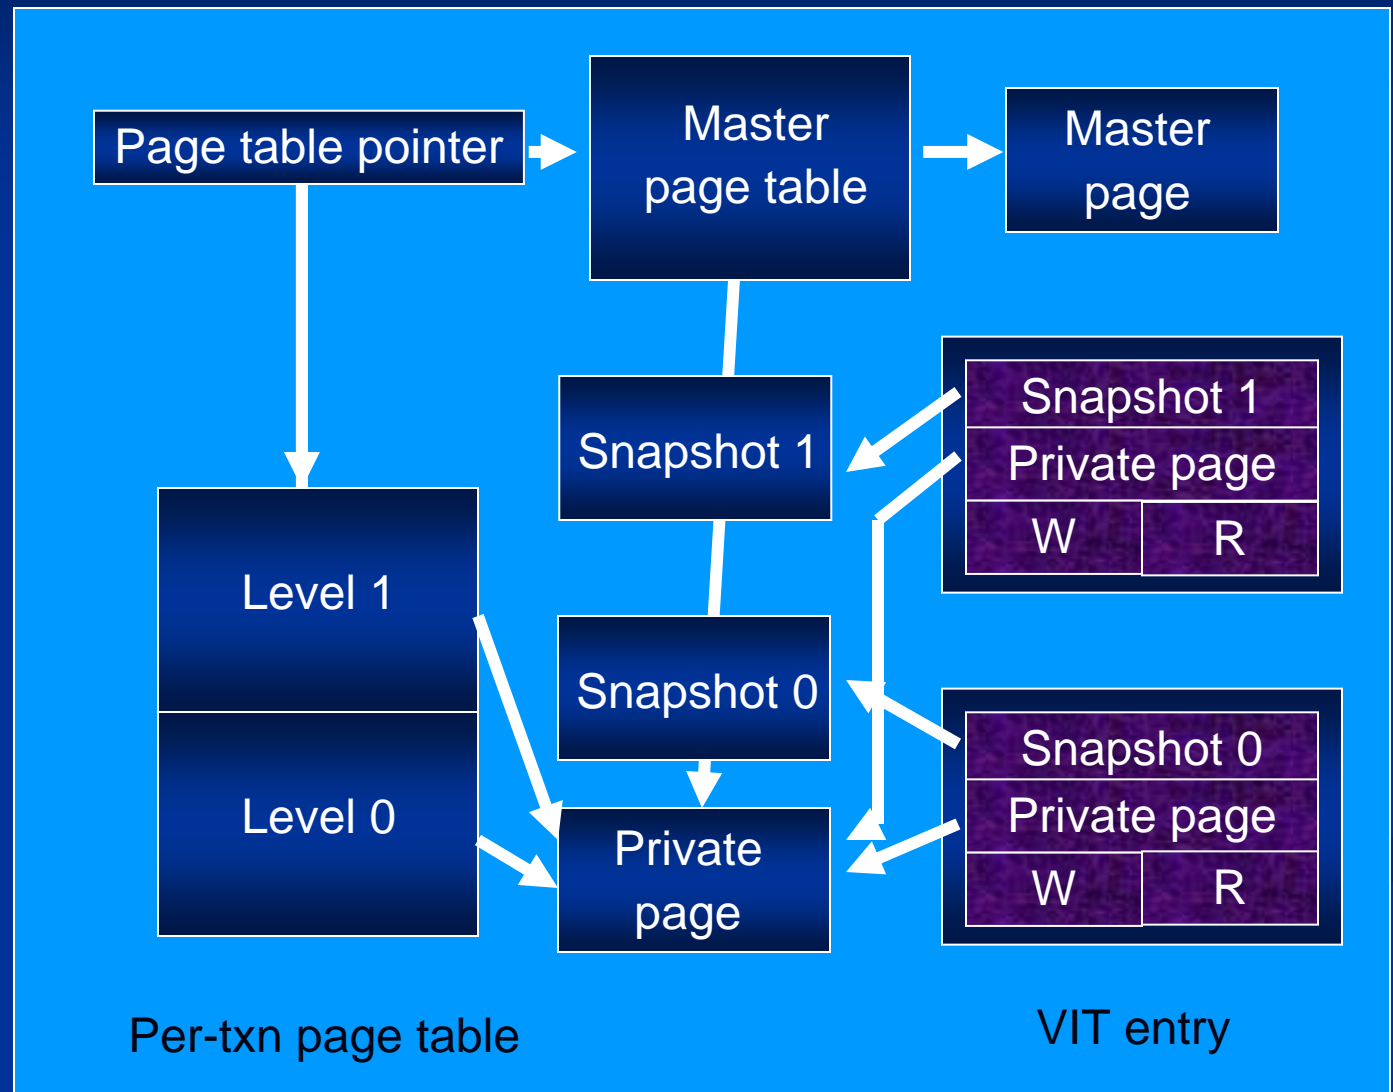 Page table pointer
Master
page table
Master
page
Snapshot 1
Snapshot 1
Private page
W
R
Level 1
Snapshot 0
Snapshot 0
Private page
W
R
Level 0
Private
page
Per-txn page table
VIT entry